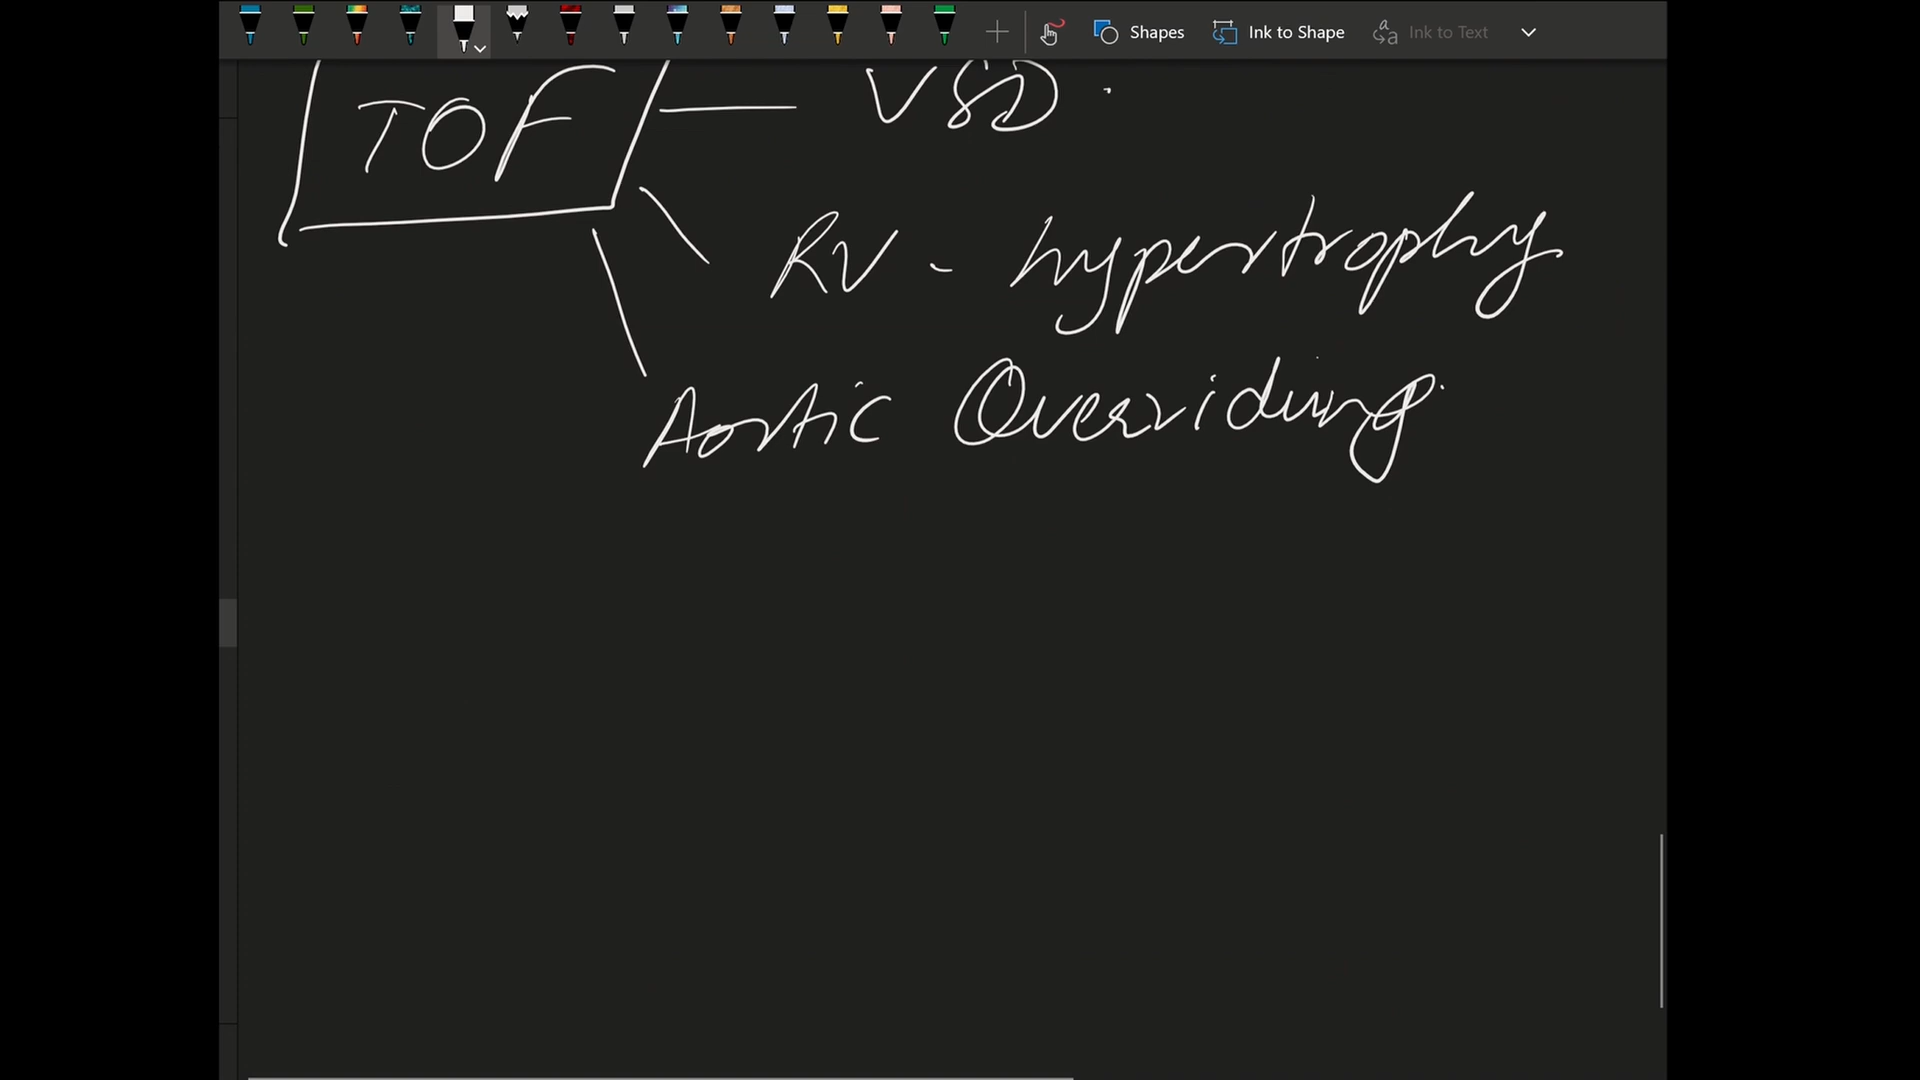 Shapes Ink to Shape Ink to Text
TOF VSD.
RV - hypertrophy
Aortic Overriding